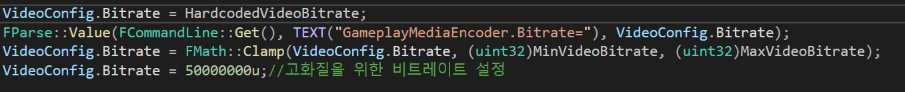 VideoConfig.Bitrate = HardcodedVideoBitrate;
FParse::Value(FCommandLine::Get(), TEXT("GameplayMediaEncoder.Bitrate="), VideoConfig.Bitrate);
VideoConfig.Bitrate = FMath::Clamp(VideoConfig.Bitrate, (uint32)MinVideoBitrate, (uint32)MaxVideoBitrate);
VideoConfig.Bitrate = 50000000u;//고화질을 위한 비트레이트 설정